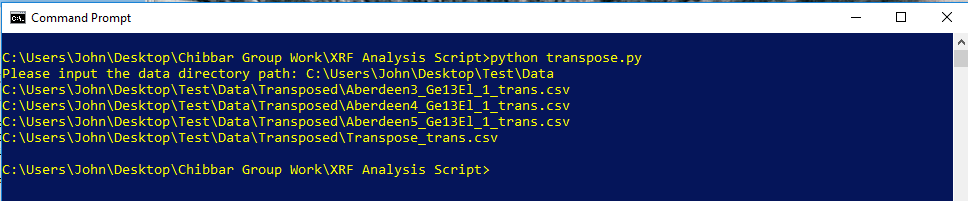 Command Prompt
C:\Users\John\Desktop\Chibbar Group Work\XRF Analysis Script>python transpose.py
Please input the data directory path: C:\Users\John\Desktop\Test\Data
C:\Users\John\Desktop\Test\Data\Transposed\Aberdeen3_Ge13El_1_trans.csv
C:\Users\John\Desktop\Test\Data\Transposed\Aberdeen4_Ge13El_1_trans.csv
C:\Users\John\Desktop\Test\Data\Transposed\Aberdeen5_Ge13El_1_trans.csv
C:\Users\John\Desktop\Test\Data\Transposed\Transpose_trans.csv
C:\Users\John\Desktop\Chibbar Group Work\XRF Analysis Script>